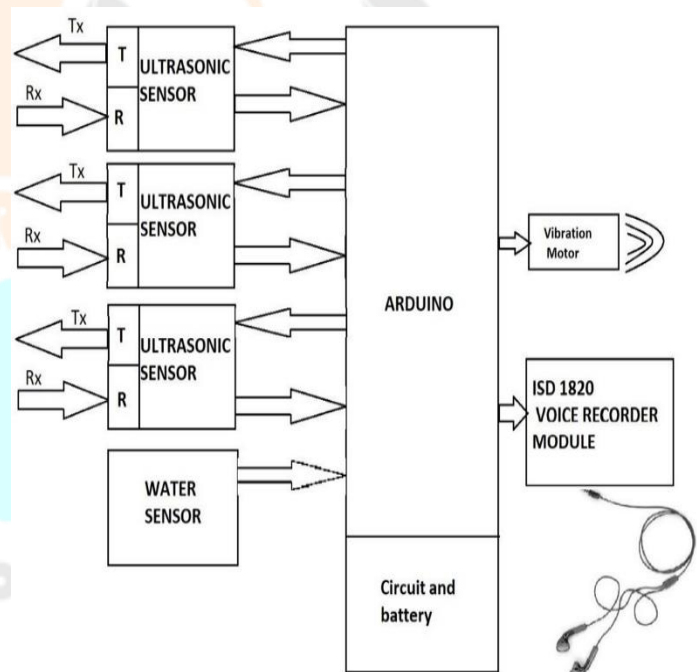 Tx
T
ULTRASONIC
SENSOR
Rx
R
Tx
T
ULTRASONIC
SENSOR
Rx
R
Tx
T
ULTRASONIC
SENSOR
Rx
R
WATER
SENSOR
ARDUINO
Circuit and
battery
Vibration
Motor
ISD 1820
VOICE RECORDER
MODULE